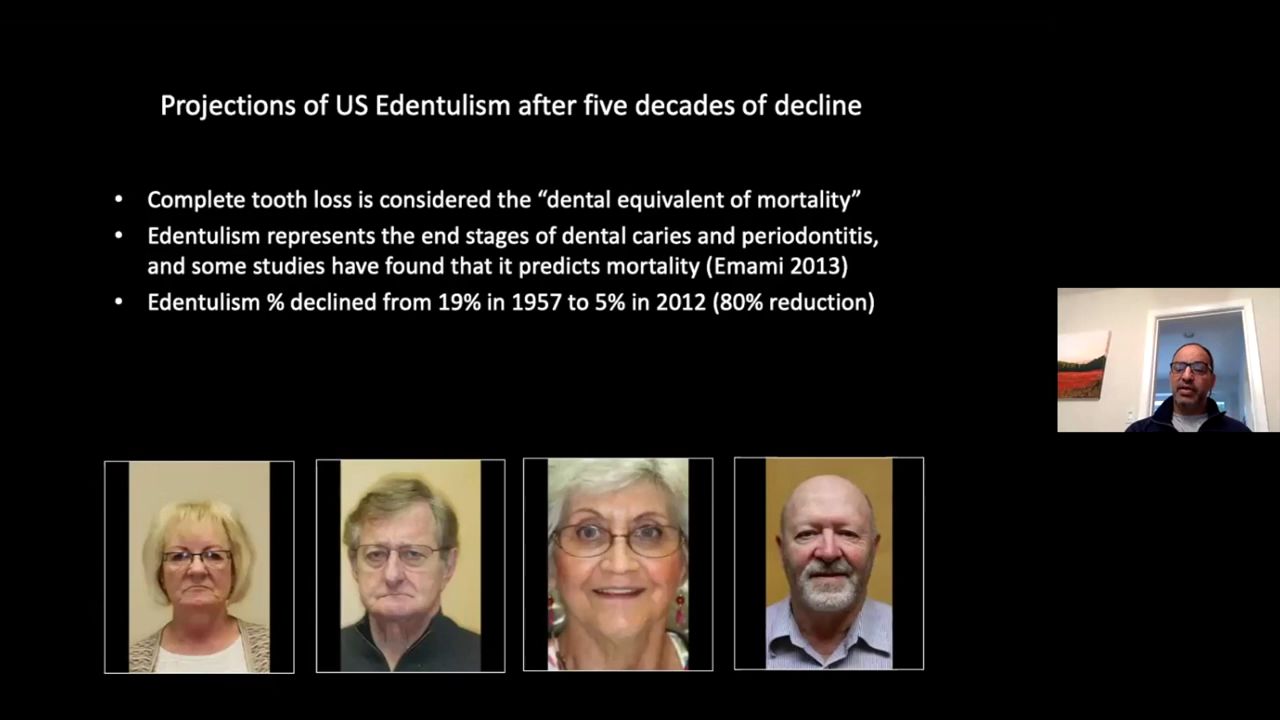 Projections of US Edentulism after five decades of decline
• Complete tooth loss is considered the “dental equivalent of mortality”
• Edentulism represents the end stages of dental caries and periodontitis,
and some studies have found that it predicts mortality (Emami 2013)
• Edentulism % declined from 19% in 1957 to 5% in 2012 (80% reduction)